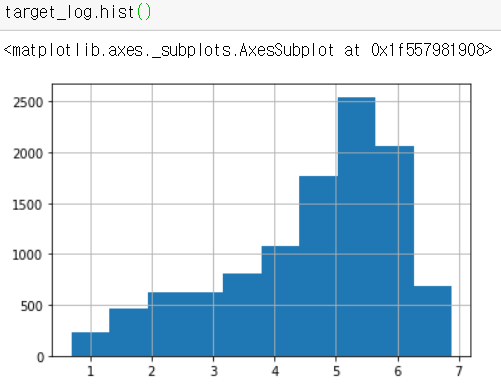 target_log.hist()
<matplotlib.axes._subplots.AxesSubplot at 0x1f557981908>
2500
2000
1500
1000
500
0
1 2 3 4 5 6 7